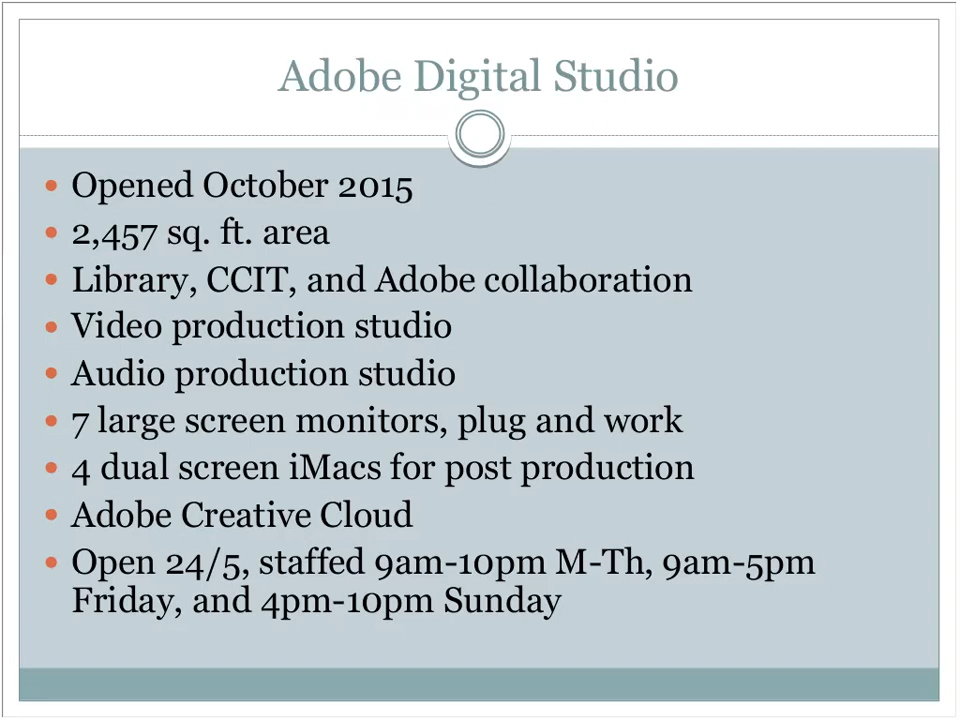 Adobe Digital Studio
• Opened October 2015
• 2,457 sq. ft. area
• Library, CCIT, and Adobe collaboration
• Video production studio
• Audio production studio
• 7 large screen monitors, plug and work
• 4 dual screen iMacs for post production
• Adobe Creative Cloud
• Open 24/5, staffed 9am-10pm M-Th, 9am-5pm
Friday, and 4pm-10pm Sunday